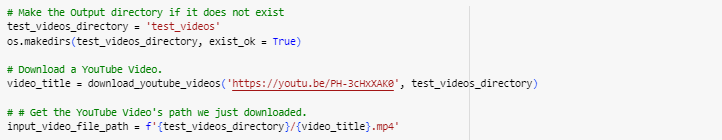 # Make the Output directory if it does not exist
test_videos_directory = 'test_videos'
os.makedirs(test_videos_directory, exist_ok = True)
# Download a YouTube Video.
video_title = download_youtube_videos('https://youtu.be/PH-3cHxXAK0', test_videos_directory)
# # Get the YouTube Video's path we just downloaded.
input_video_file_path = f'{test_videos_directory}/{video_title}.mp4'